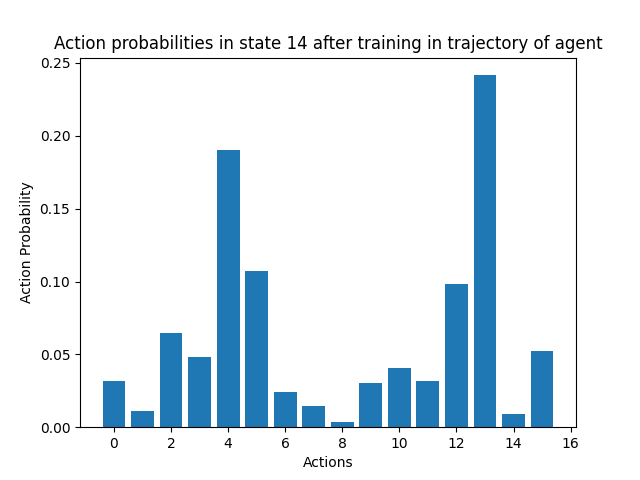 Action probabilities in state 14 after training in trajectory of agent
0.25
0.20
0.15
0.10
0.05
0.00
Action Probability
0 2 4 6 8 10 12 14 16
Actions